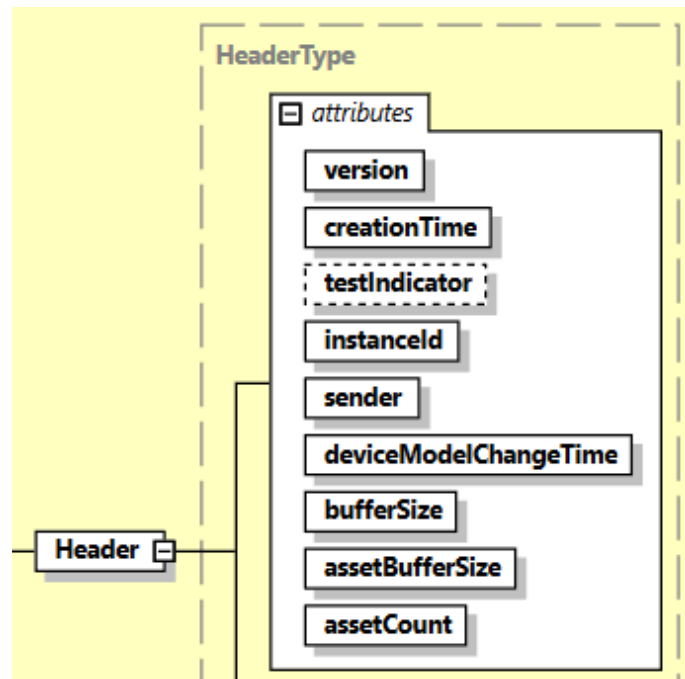 HeaderType
attributes
version
creationTime
testIndicator
instanceId
sender
deviceModelChangeTime
bufferSize
Header
assetBufferSize
assetCount